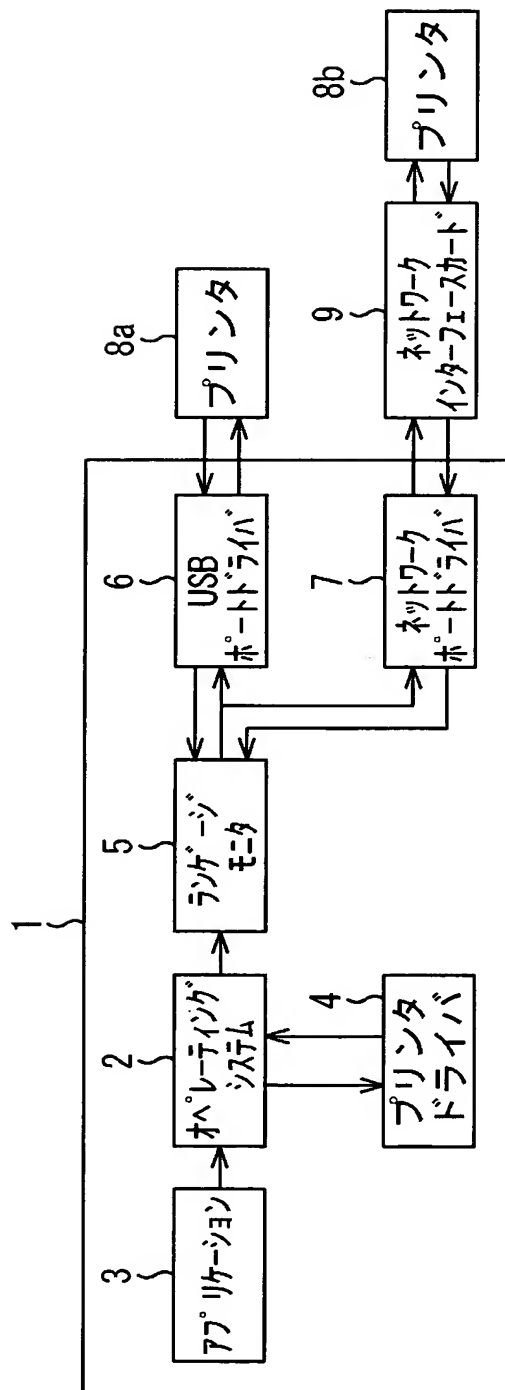 1
3
アプリケーション
2
オペレーティング
システム
4
プリンタ
ドライバ
5
ランゲージ
モニタ
6
USB
ポートドライバ
7
ネットワーク
ポートドライバ
8a
プリンタ
9
ネットワーク
インターフェースカード
8b
プリンタ